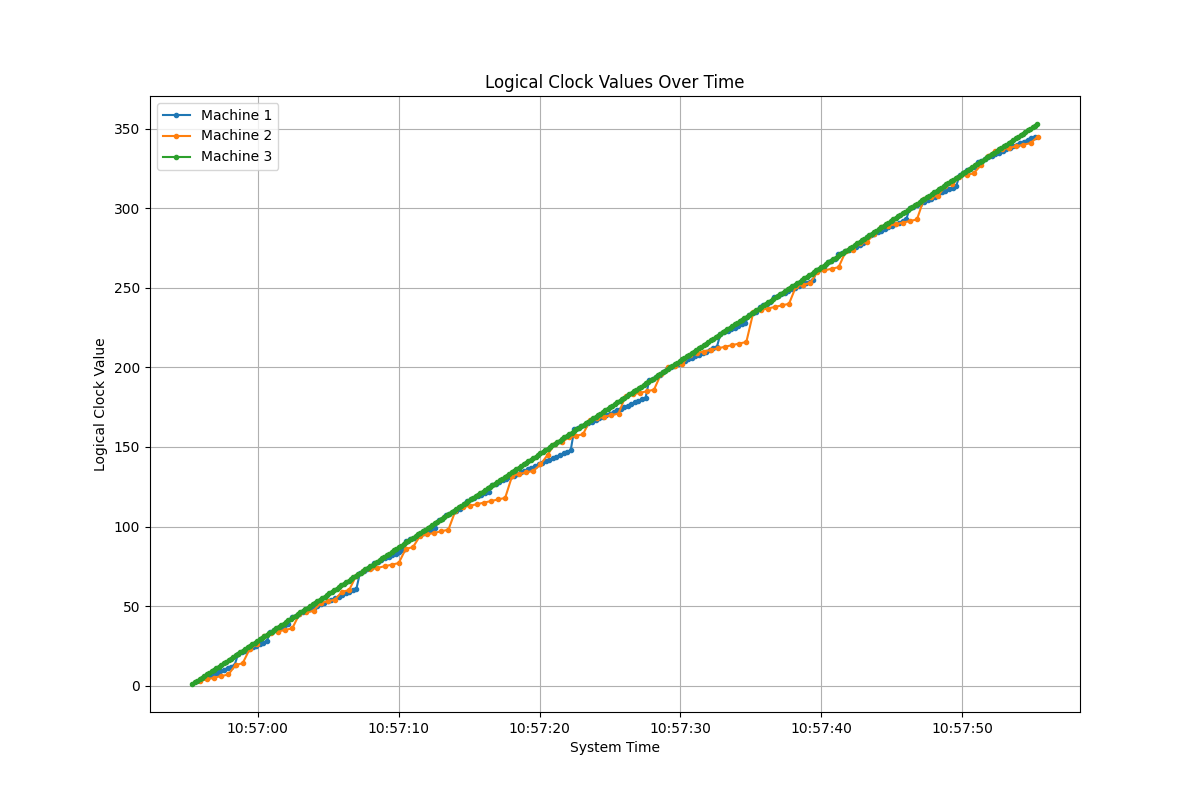 Logical Clock Values Over Time
Machine 1
Machine 2
Machine 3
350
300
250
200
150
100
50
0
Logical Clock Value
10:57:00 10:57:10 10:57:20 10:57:30 10:57:40 10:57:50
System Time